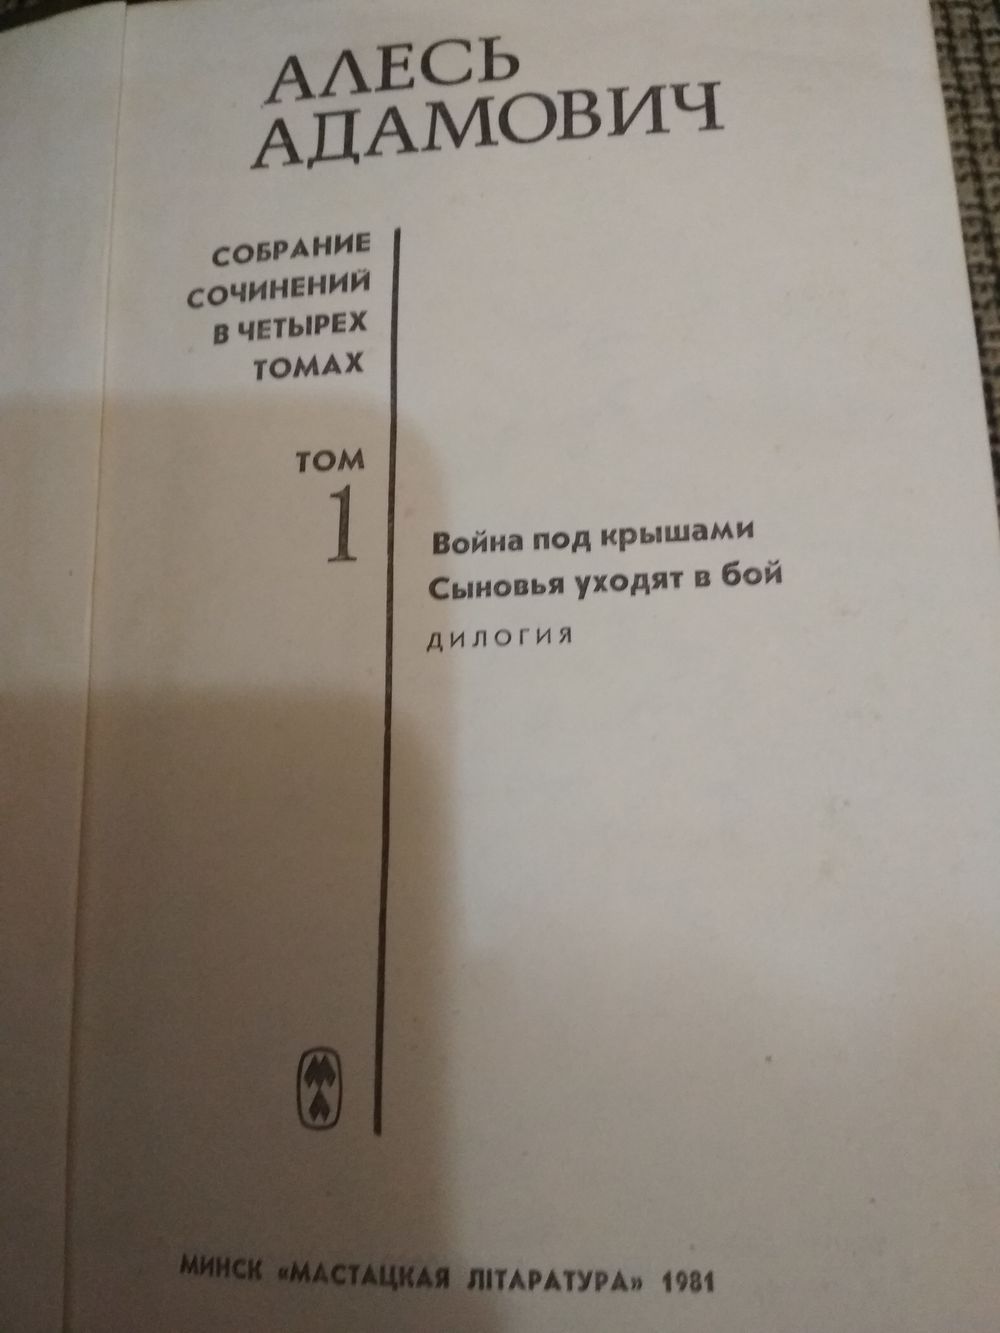 АЛЕСЬ
АДАМОВИЧ
СОБРАНИЕ
СОЧИНЕНИЙ
В ЧЕТЫРЕХ
ТОМАХ
ТОМ
1
Война под крышами
Сыновья уходят в бой
ДИЛОГИЯ
МИНСК «МАСТАЦКАЯ ЛІТАРАТУРА» 1981